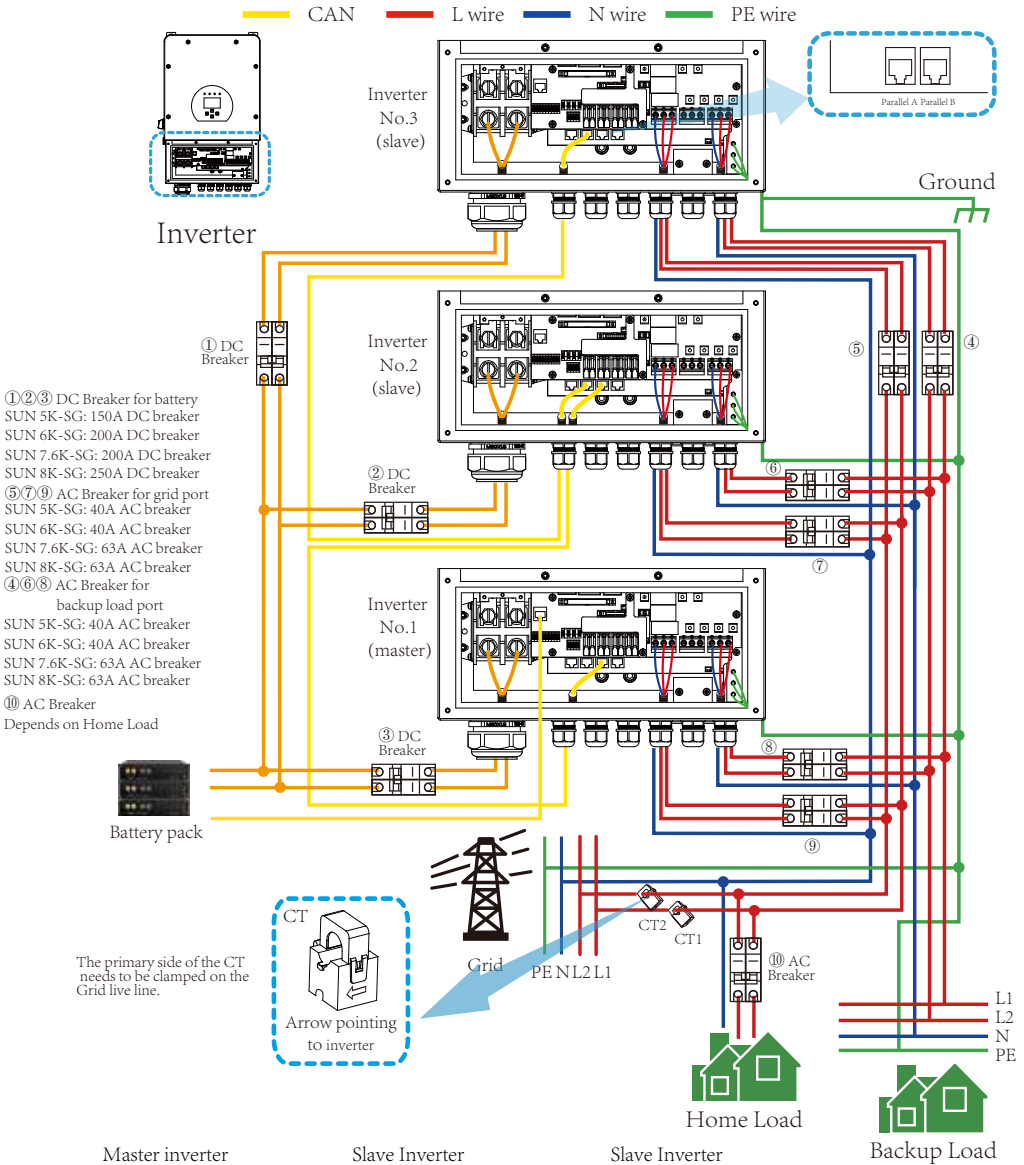 CAN L wire N wire PE wire
Inverter
Inverter
No.3
(slave)
Parallel A Parallel B
Ground
① DC
Breaker
Inverter
No.2
(slave)
⑤
④
①②③ DC Breaker for battery
SUN 5K-SG: 150A DC breaker
SUN 6K-SG: 200A DC breaker
SUN 7.6K-SG: 200A DC breaker
SUN 8K-SG: 250A DC breaker
⑤⑦⑨ AC Breaker for grid port
SUN 5K-SG: 40A AC breaker
SUN 6K-SG: 40A AC breaker
SUN 7.6K-SG: 63A AC breaker
SUN 8K-SG: 63A AC breaker
④⑥⑧ AC Breaker for
backup load port
SUN 5K-SG: 40A AC breaker
SUN 6K-SG: 40A AC breaker
SUN 7.6K-SG: 63A AC breaker
SUN 8K-SG: 63A AC breaker
⑩ AC Breaker
Depends on Home Load
② DC
Breaker
⑥
⑦
Inverter
No.1
(master)
③ DC
Breaker
⑧
⑨
Battery pack
CT
Arrow pointing
to inverter
The primary side of the CT
needs to be clamped on the
Grid live line.
Grid
PE N L2 L1
CT2
CT1
⑩ AC
Breaker
L1
L2
N
PE
Home Load
Backup Load
Master inverter Slave Inverter Slave Inverter